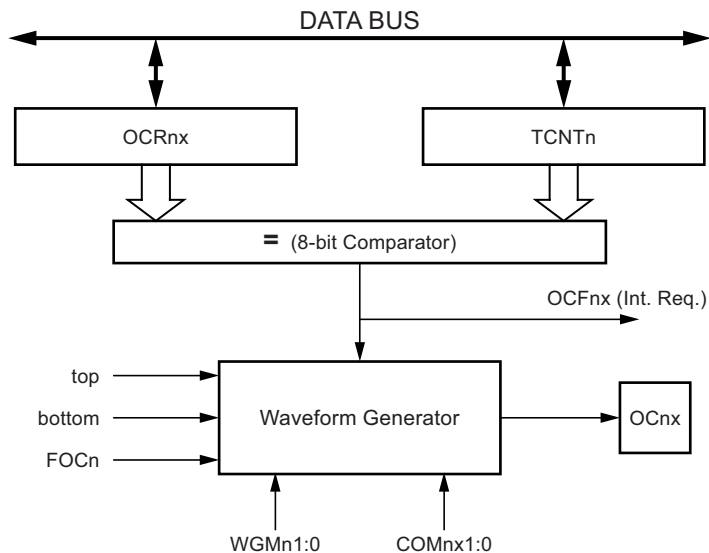 DATA BUS
OCRnx
TCNTn
= (8-bit Comparator)
OCFnx (Int. Req.)
top
bottom
FOCn
Waveform Generator
OCnx
WGMn1:0
COMnx1:0